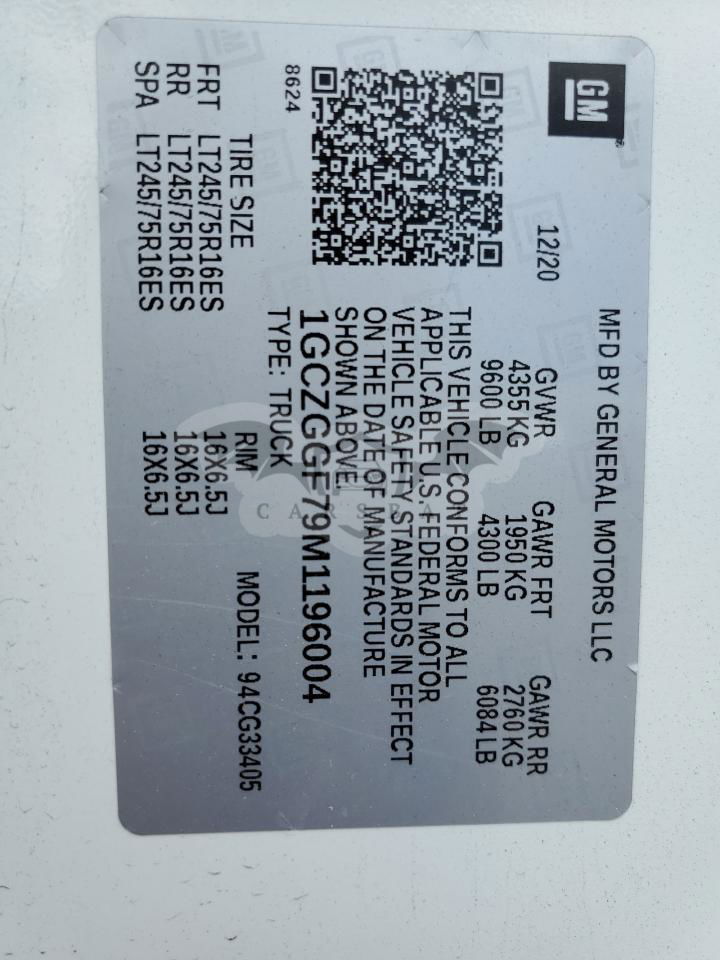 GM
MFD BY GENERAL MOTORS LLC
12/20 GVWR GAWR FRT GAWR RR
4355 KG 1950 KG 2760 KG
9600 LB 4300 LB 6084 LB
THIS VEHICLE CONFORMS TO ALL
APPLICABLE U.S. FEDERAL MOTOR
VEHICLE SAFETY STANDARDS IN EFFECT
ON THE DATE OF MANUFACTURE
SHOWN ABOVE.
1GCZGGF79M1196004
8624 TYPE: TRUCK
TIRE SIZE RIM MODEL: 94CG33405
FRT LT245/75R16ES 16X6.5J
RR LT245/75R16ES 16X6.5J
SPA LT245/75R16ES 16X6.5J